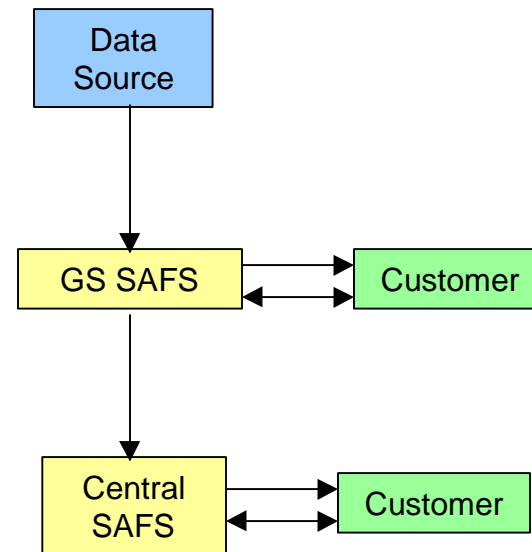 Data
Source
GS SAFS
Customer
Central
SAFS
Customer